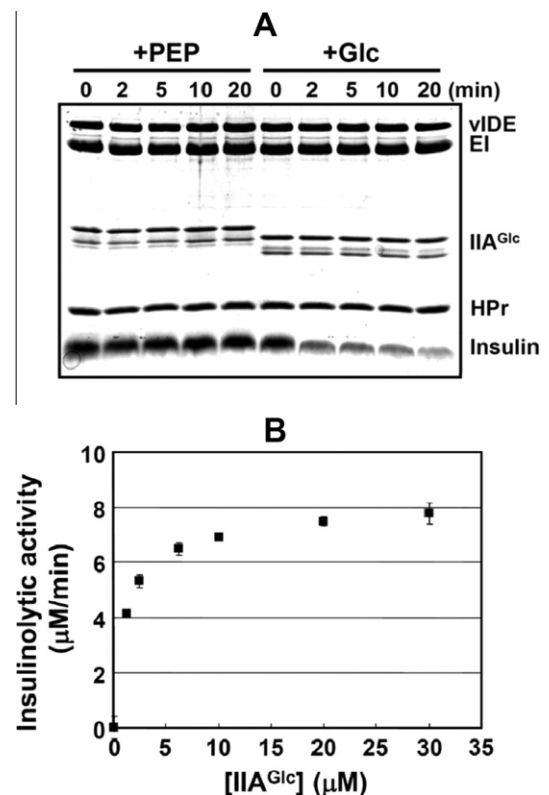 A
+PEP +Glc
0 2 5 10 20 0 2 5 10 20 (min)
vIDE
EI
IIA^Glc
HPr
Insulin
B
10
8
6
4
2
0
Insulinolytic activity
(μM/min)
0 5 10 15 20 25 30 35
[IIA^Glc] (μM)